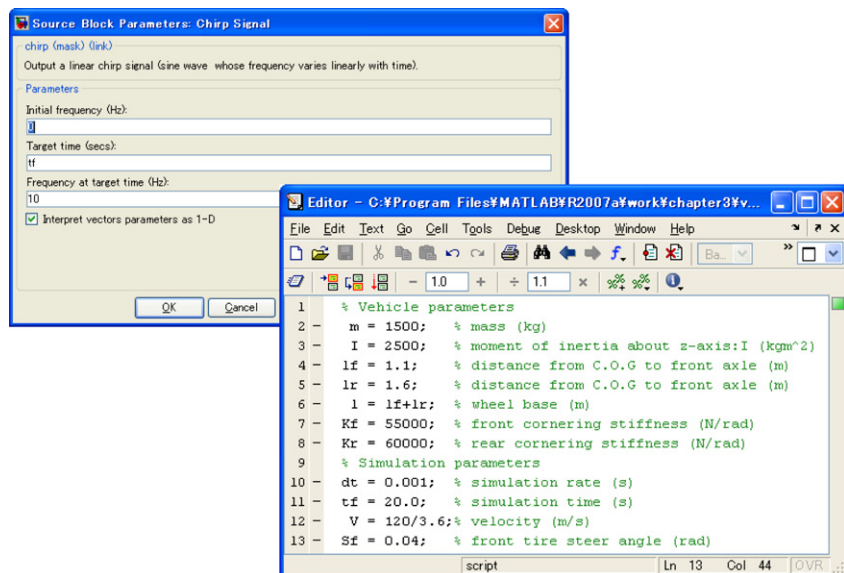 Source Block Parameters: Chirp Signal
chirp (mask) (link)
Output a linear chirp signal (sine wave whose frequency varies linearly with time).
Parameters
Initial frequency (Hz):
0
Target time (secs):
tf
Frequency at target time (Hz):
10
Interpret vectors parameters as 1-D
OK Cancel
Editor - C:¥Program Files¥MATLAB¥R2007a¥work¥chapter3¥v...
File Edit Text Go Cell Tools Debug Desktop Window Help
Ba...
1.0 1.1
1 % Vehicle parameters
2 - m = 1500; % mass (kg)
3 - I = 2500; % moment of inertia about z-axis:I (kgm^2)
4 - lf = 1.1; % distance from C.O.G to front axle (m)
5 - lr = 1.6; % distance from C.O.G to front axle (m)
6 - l = lf+lr; % wheel base (m)
7 - Kf = 55000; % front cornering stiffness (N/rad)
8 - Kr = 60000; % rear cornering stiffness (N/rad)
9 % Simulation parameters
10 - dt = 0.001; % simulation rate (s)
11 - tf = 20.0; % simulation time (s)
12 - V = 120/3.6;% velocity (m/s)
13 - Sf = 0.04; % front tire steer angle (rad)
script Ln 13 Col 44 OVR